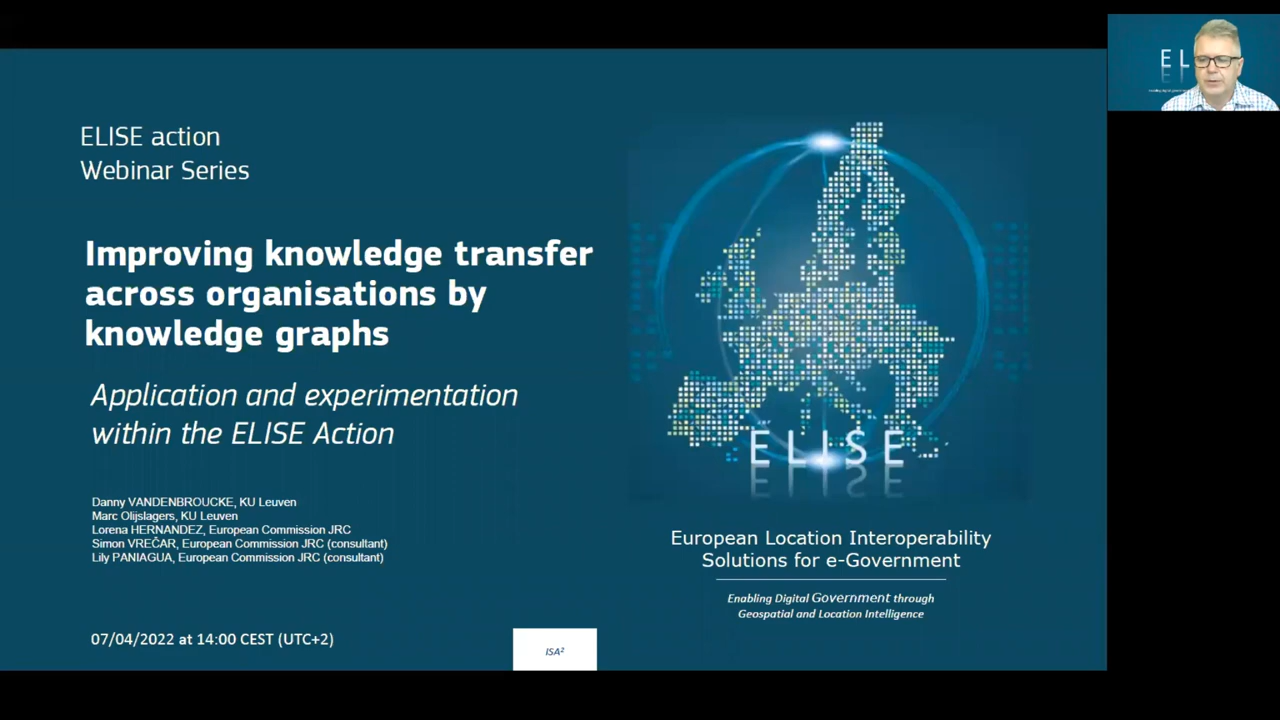 ELISE action
Webinar Series
Improving knowledge transfer
across organisations by
knowledge graphs
Application and experimentation
within the ELISE Action
Danny VANDENBROUCKE, KU Leuven
Marc Olijslagers, KU Leuven
Lorena HERNANDEZ, European Commission JRC
Simon VREČAR, European Commission JRC (consultant)
Lily PANIAGUA, European Commission JRC (consultant)
07/04/2022 at 14:00 CEST (UTC+2)
ISA²
ELISE
European Location Interoperability
Solutions for e-Government
Enabling Digital Government through
Geospatial and Location Intelligence
EL